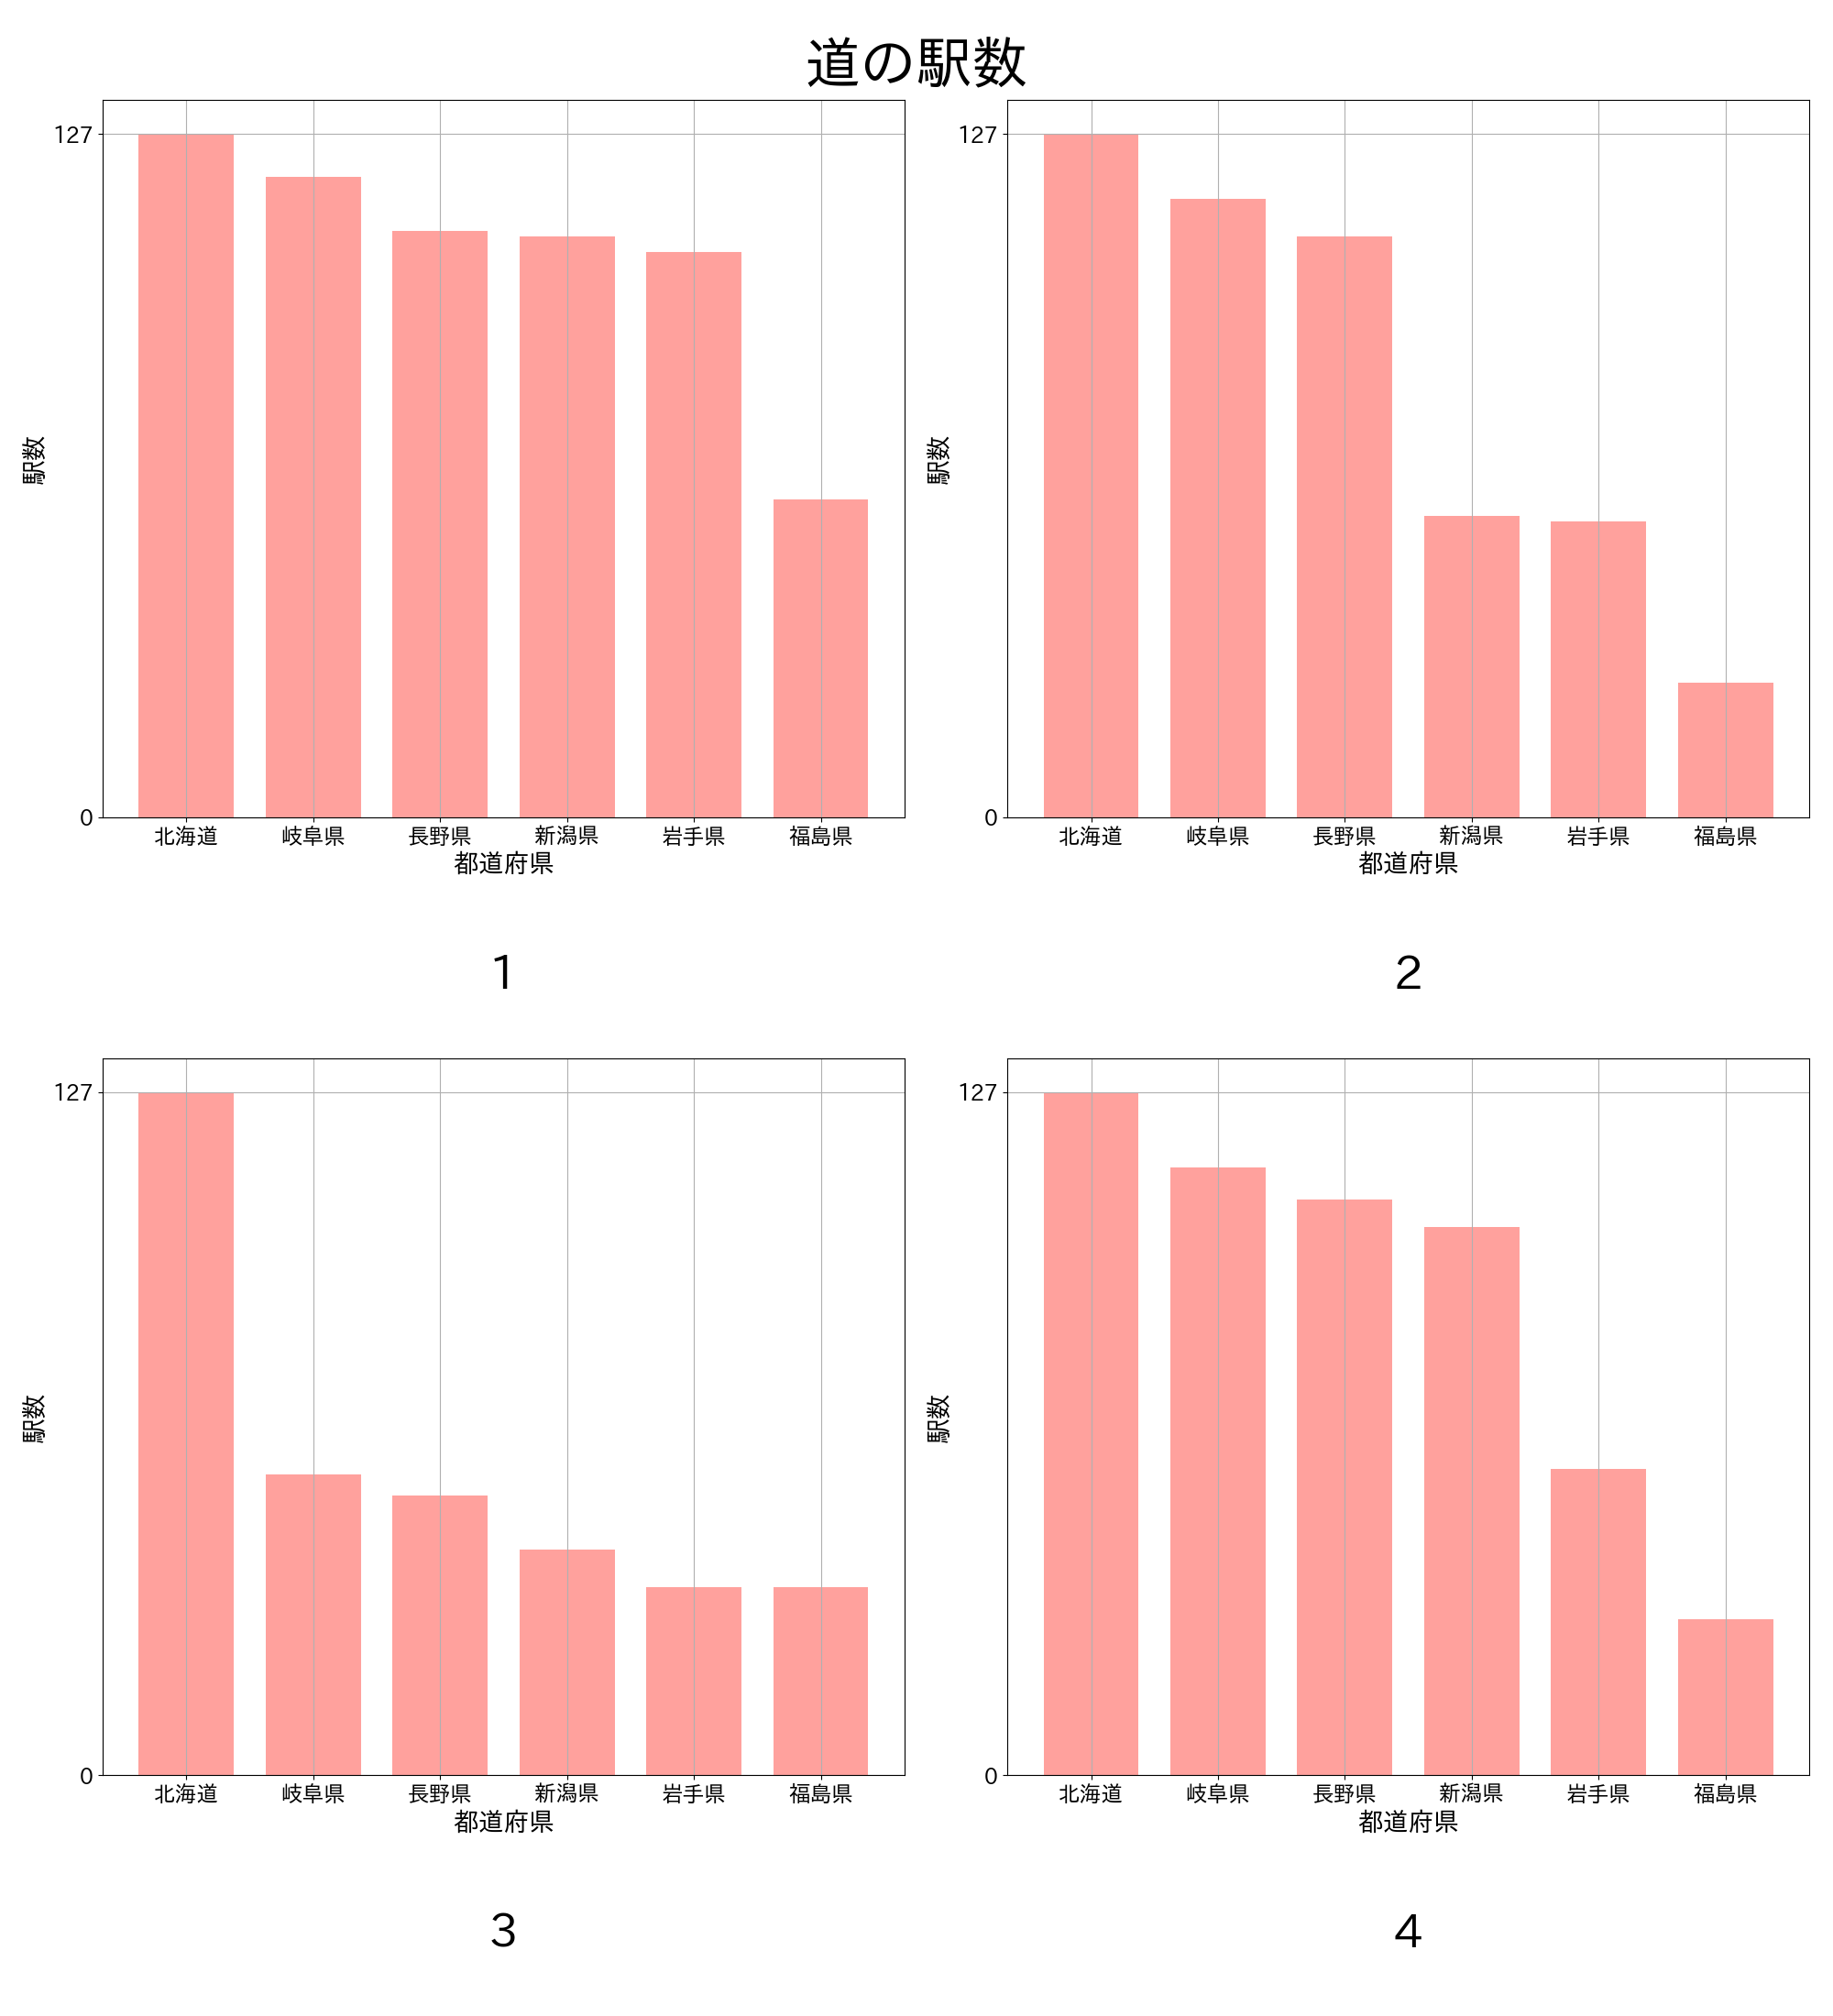 道の駅数
127
0
駅数
北海道 岐阜県 長野県 新潟県 岩手県 福島県
都道府県
1
127
0
駅数
北海道 岐阜県 長野県 新潟県 岩手県 福島県
都道府県
2
127
0
駅数
北海道 岐阜県 長野県 新潟県 岩手県 福島県
都道府県
3
127
0
駅数
北海道 岐阜県 長野県 新潟県 岩手県 福島県
都道府県
4